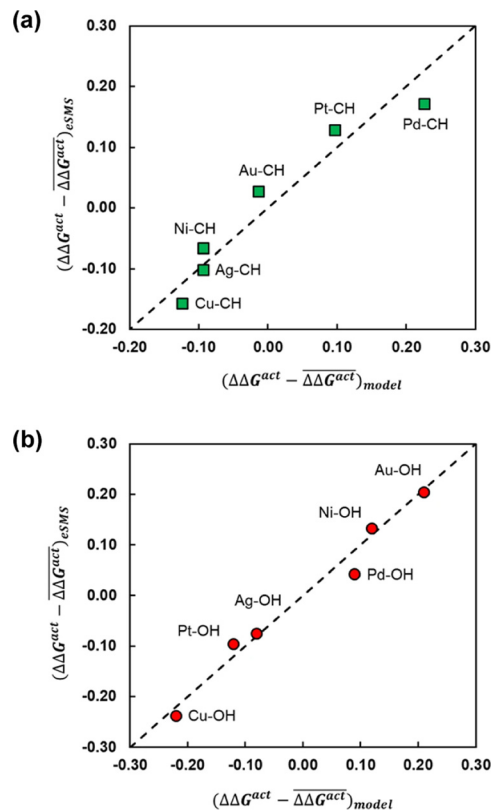 (a)
0.30
0.20
0.10
0.00
-0.10
-0.20
(ΔΔG^act − \overline{ΔΔG^act})_eSMS
Pt-CH
Pd-CH
Au-CH
Ni-CH
Ag-CH
Cu-CH
-0.20 -0.10 0.00 0.10 0.20 0.30
(ΔΔG^act − \overline{ΔΔG^act})_model
(b)
0.30
0.20
0.10
0.00
-0.10
-0.20
-0.30
(ΔΔG^act − \overline{ΔΔG^act})_eSMS
Au-OH
Ni-OH
Pd-OH
Ag-OH
Pt-OH
Cu-OH
-0.30 -0.20 -0.10 0.00 0.10 0.20 0.30
(ΔΔG^act − \overline{ΔΔG^act})_model